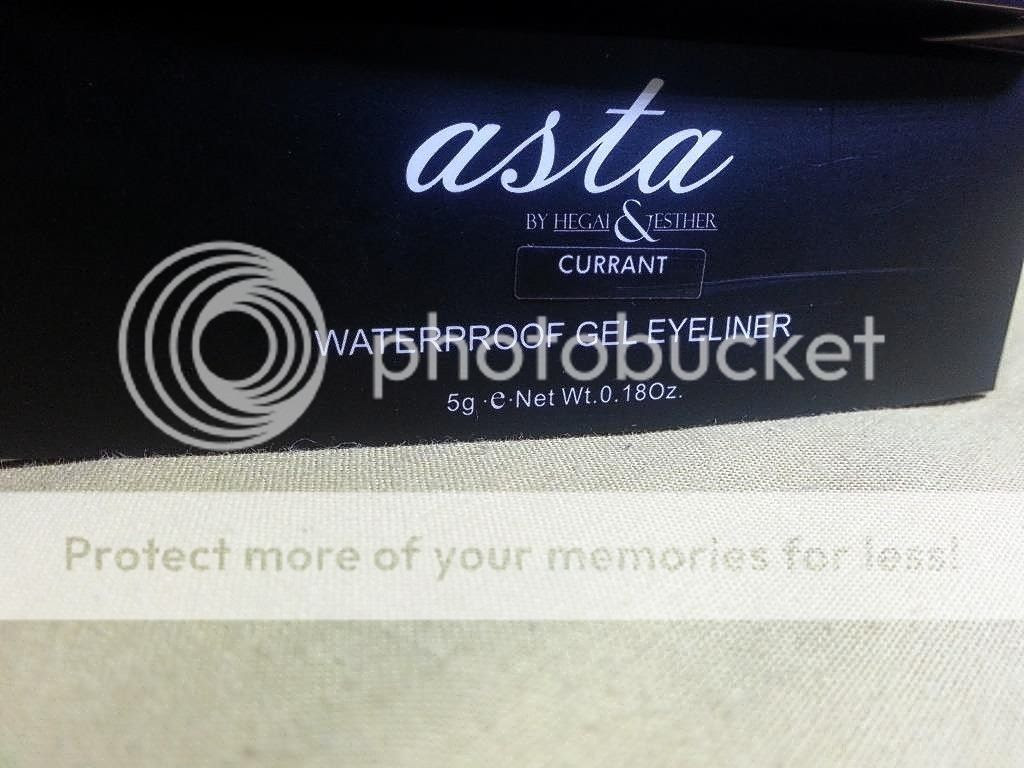 asta
BY HEGAI & ESTHER
CURRANT
WATERPROOF GEL EYELINER
photobucket
5g ·e·Net Wt.0.18Oz.
Protect more of your memories for less!